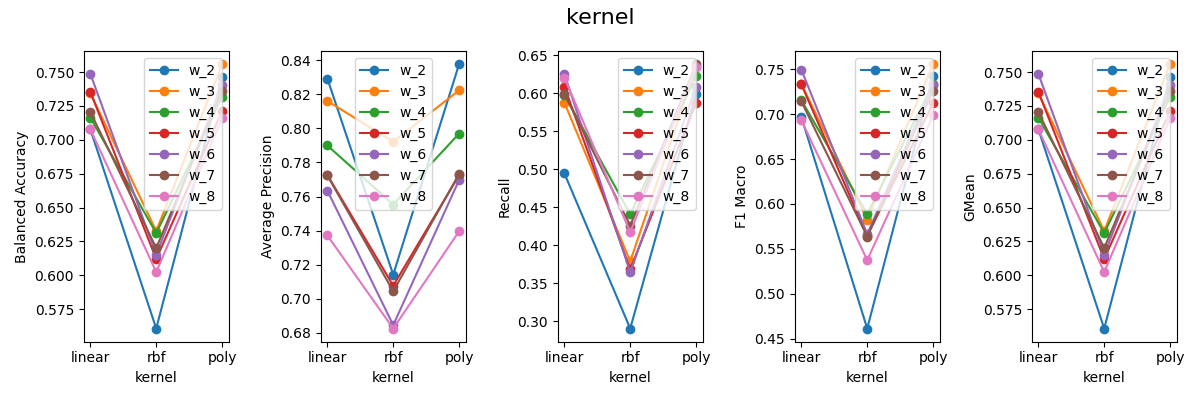 kernel
Balanced Accuracy
0.750
0.725
0.700
0.675
0.650
0.625
0.600
0.575
linear
rbf
poly
kernel
w_2
w_3
w_4
w_5
w_6
w_7
w_8
Average Precision
0.84
0.82
0.80
0.78
0.76
0.74
0.72
0.70
0.68
linear
rbf
poly
kernel
w_2
w_3
w_4
w_5
w_6
w_7
w_8
Recall
0.65
0.60
0.55
0.50
0.45
0.40
0.35
0.30
linear
rbf
poly
kernel
w_2
w_3
w_4
w_5
w_6
w_7
w_8
F1 Macro
0.75
0.70
0.65
0.60
0.55
0.50
0.45
linear
rbf
poly
kernel
w_2
w_3
w_4
w_5
w_6
w_7
w_8
GMean
0.750
0.725
0.700
0.675
0.650
0.625
0.600
0.575
linear
rbf
poly
kernel
w_2
w_3
w_4
w_5
w_6
w_7
w_8